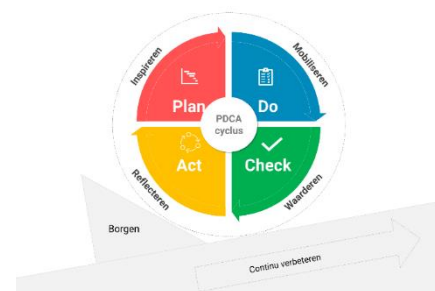 Inspireren
Mobiliseren
Plan
Do
PDCA
cyclus
Act
Check
Reflecteren
Waarderen
Borgen
Continu verbeteren